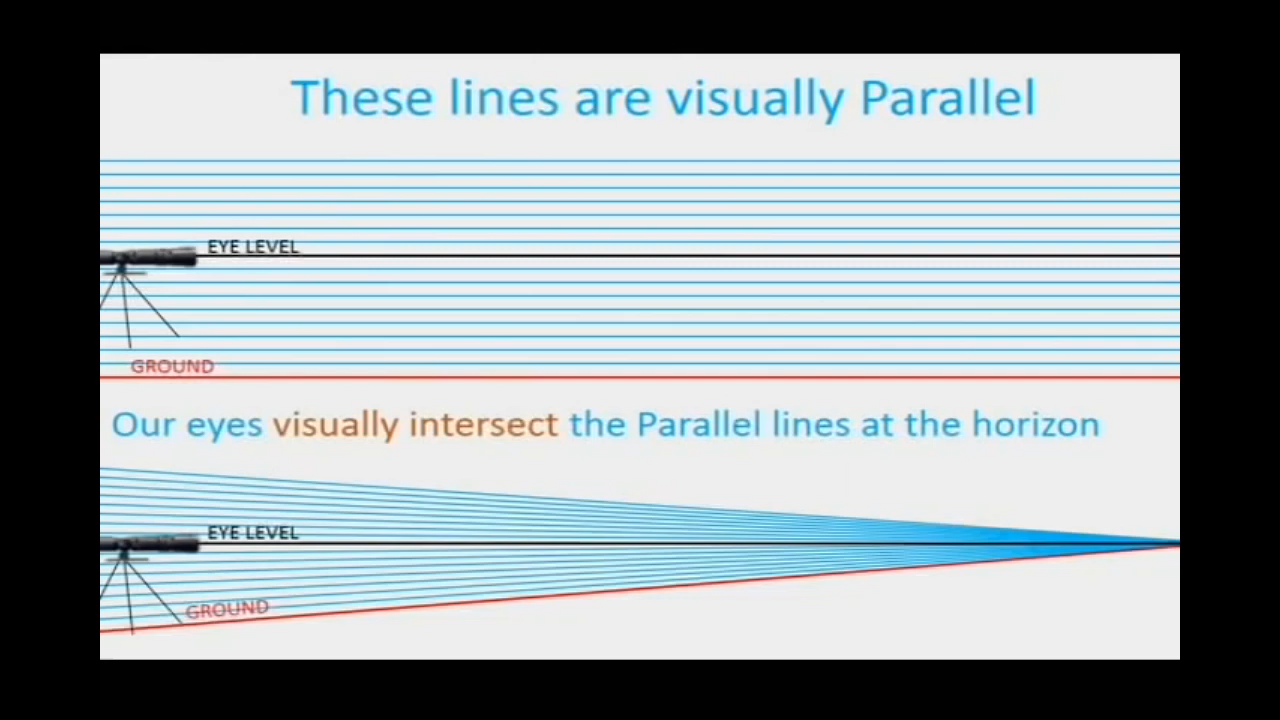 These lines are visually Parallel
EYE LEVEL
GROUND
Our eyes visually intersect the Parallel lines at the horizon
EYE LEVEL
GROUND